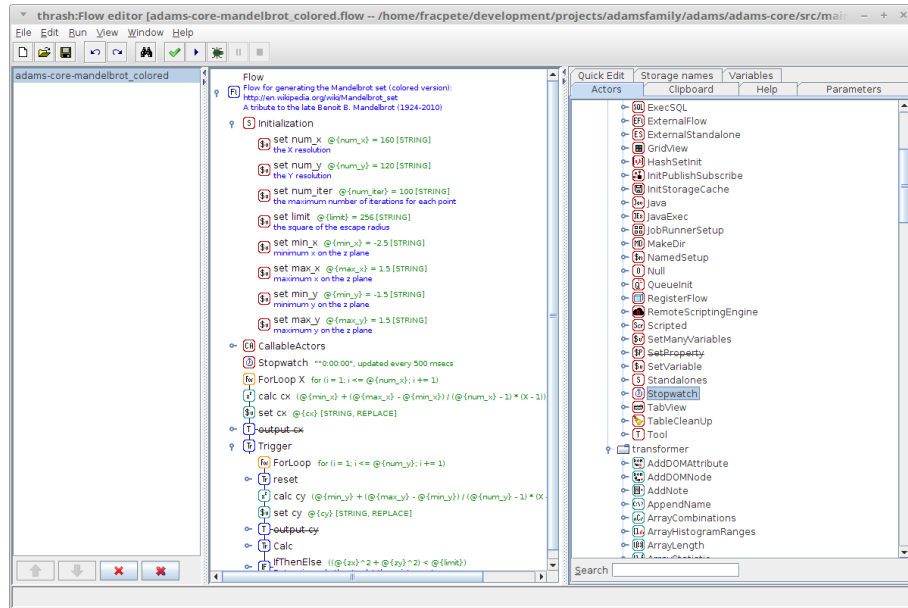 thrash:Flow editor [adams-core-mandelbrot_colored.flow -- /home/fracpete/development/projects/adamsfamily/adams/adams-core/src/mai
File Edit Run View Window Help
adams-core-mandelbrot_colored
Flow
Flow for generating the Mandelbrot set (colored version):
http://en.wikipedia.org/wiki/Mandelbrot_set
A tribute to the late Benoit B. Mandelbrot (1924-2010)
Initialization
set num_x @{num_x} = 160 [STRING]
the X resolution
set num_y @{num_y} = 120 [STRING]
the Y resolution
set num_iter @{num_iter} = 100 [STRING]
the maximum number of iterations for each point
set limit @{limit} = 256 [STRING]
the square of the escape radius
set min_x @{min_x} = -2.5 [STRING]
minimum x on the z plane
set max_x @{max_x} = 1.5 [STRING]
maximum x on the z plane
set min_y @{min_y} = -1.5 [STRING]
minimum y on the z plane
set max_y @{max_y} = 1.5 [STRING]
maximum y on the z plane
CallableActors
Stopwatch ""0:00:00", updated every 500 msecs
ForLoop X for (i = 1; i <= @{num_x}; i += 1)
calc cx (@{min_x} + (@{max_x} - @{min_x}) / (@{num_x} - 1) * (X - 1))
set cx @{cx} [STRING, REPLACE]
output cx
Trigger
ForLoop for (i = 1; i <= @{num_y}; i += 1)
reset
calc cy (@{min_y} + (@{max_y} - @{min_y}) / (@{num_y} - 1) * (X -
set cy @{cy} [STRING, REPLACE]
output cy
Calc
IfThenElse ((@{zx}^2 + @{zy}^2) < @{limit})
Quick Edit Storage names Variables
Actors Clipboard Help Parameters
ExecSQL
ExternalFlow
ExternalStandalone
GridView
HashSetInit
InitPublishSubscribe
InitStorageCache
Java
JavaExec
JobRunnerSetup
MakeDir
NamedSetup
Null
QueueInit
RegisterFlow
RemoteScriptingEngine
Scripted
SetManyVariables
SetProperty
SetVariable
Standalones
Stopwatch
TabView
TableCleanUp
Tool
transformer
AddDOMAttribute
AddDOMNode
AddNote
AppendName
ArrayCombinations
ArrayHistogramRanges
ArrayLength
Search